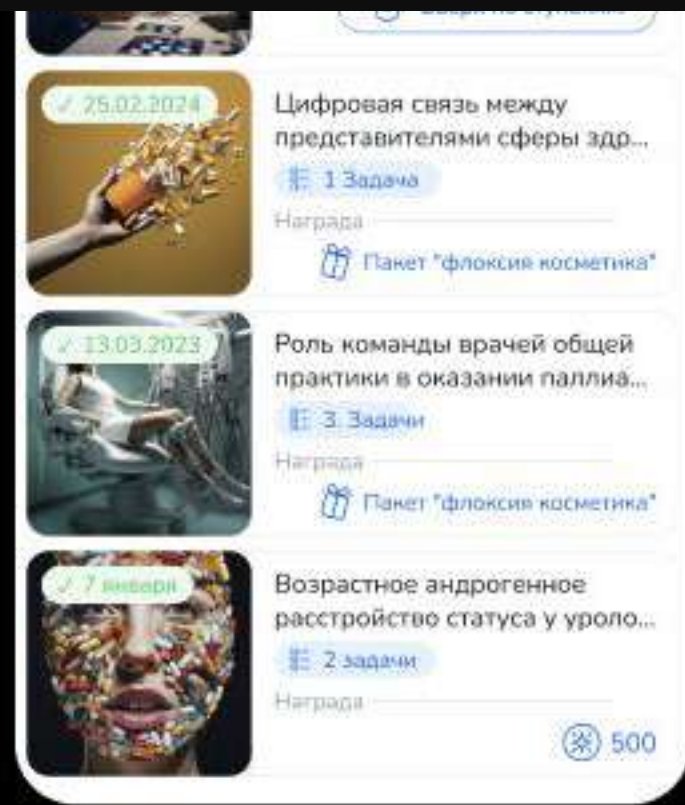 25.02.2024
Цифровая связь между
представителями сферы здр...
1 Задача
Награда
Пакет "флоксия косметика"
13.03.2023
Роль команды врачей общей
практики в оказании паллиа...
3 Задачи
Награда
Пакет "флоксия косметика"
7 января
Возрастное андрогенное
расстройство статуса у уроло...
2 задачи
Награда
500